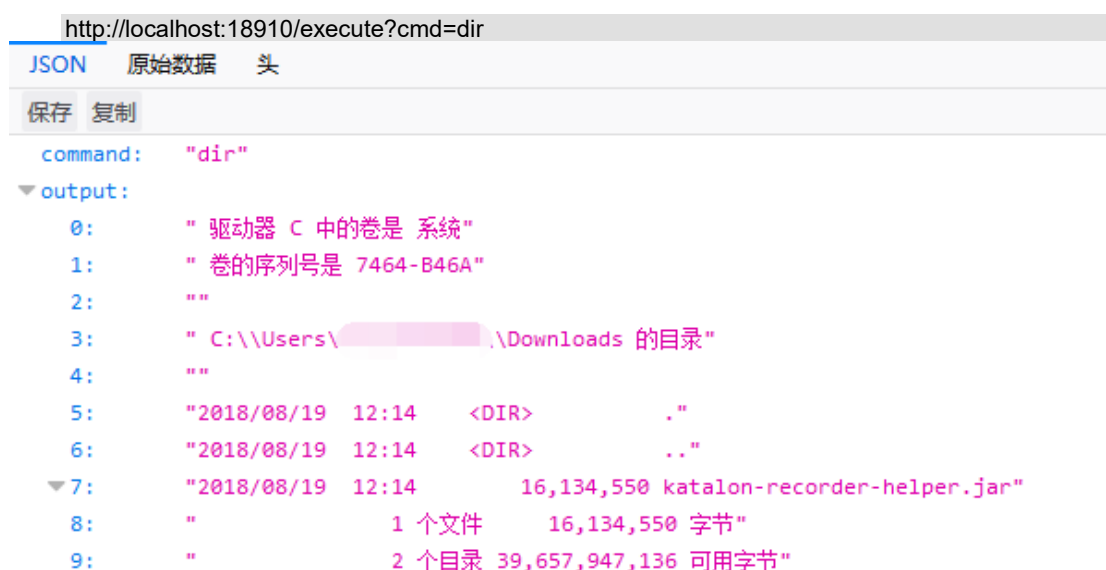 http://localhost:18910/execute?cmd=dir
JSON 原始数据 头
保存 复制
command: "dir"
output:
0: " 驱动器 C 中的卷是 系统"
1: " 卷的序列号是 7464-B46A"
2: ""
3: " C:\\Users\ \\Downloads 的目录"
4: ""
5: "2018/08/19 12:14 <DIR> ."
6: "2018/08/19 12:14 <DIR> .."
7: "2018/08/19 12:14 16,134,550 katalon-recorder-helper.jar"
8: " 1 个文件 16,134,550 字节"
9: " 2 个目录 39,657,947,136 可用字节"